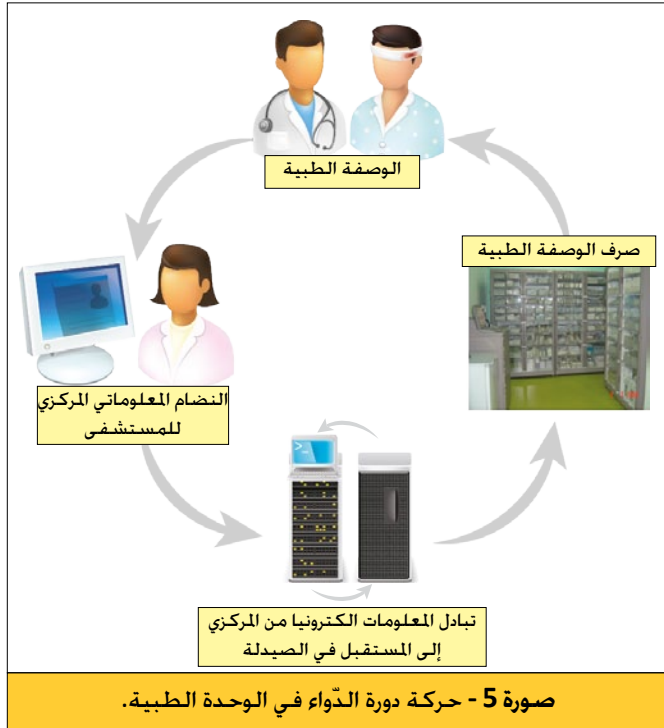 الوصفة الطبية
صرف الوصفة الطبية
النضام المعلوماتي المركزي
للمستشفى
تبادل المعلومات الكترونيا من المركزي
إلى المستقبل في الصيدلة
صورة 5 - حركة دورة الدّواء في الوحدة الطبية.